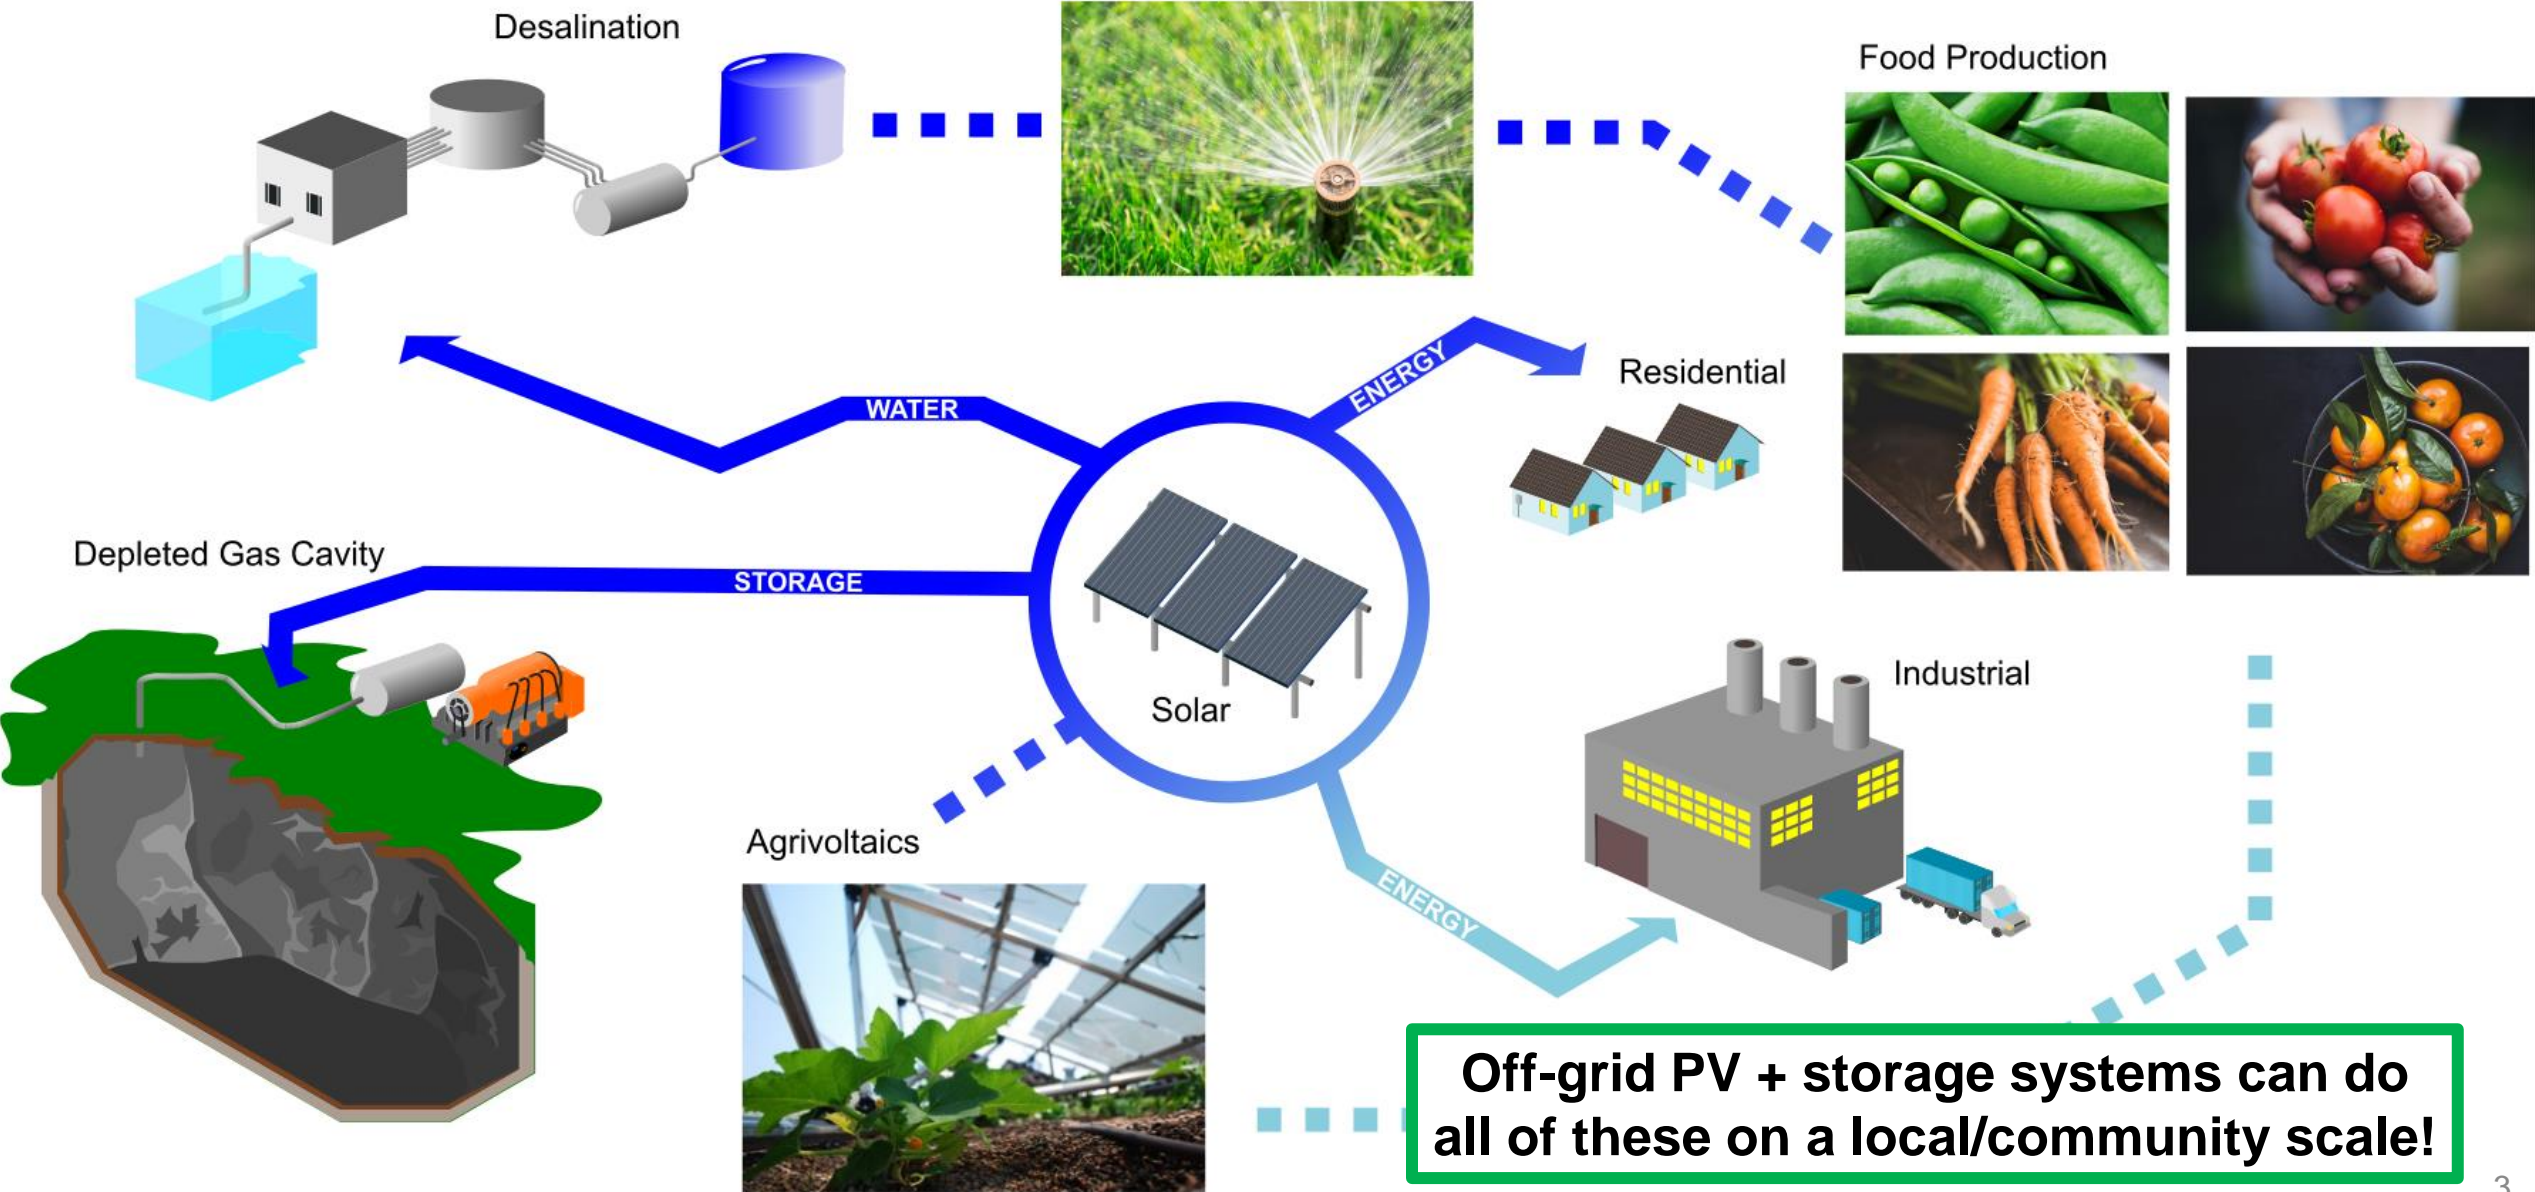 Desalination
Food Production
ENERGY
Residential
WATER
Depleted Gas Cavity
STORAGE
Solar
Industrial
Agrivoltaics
ENERGY
Off-grid PV + storage systems can do
all of these on a local/community scale!
3